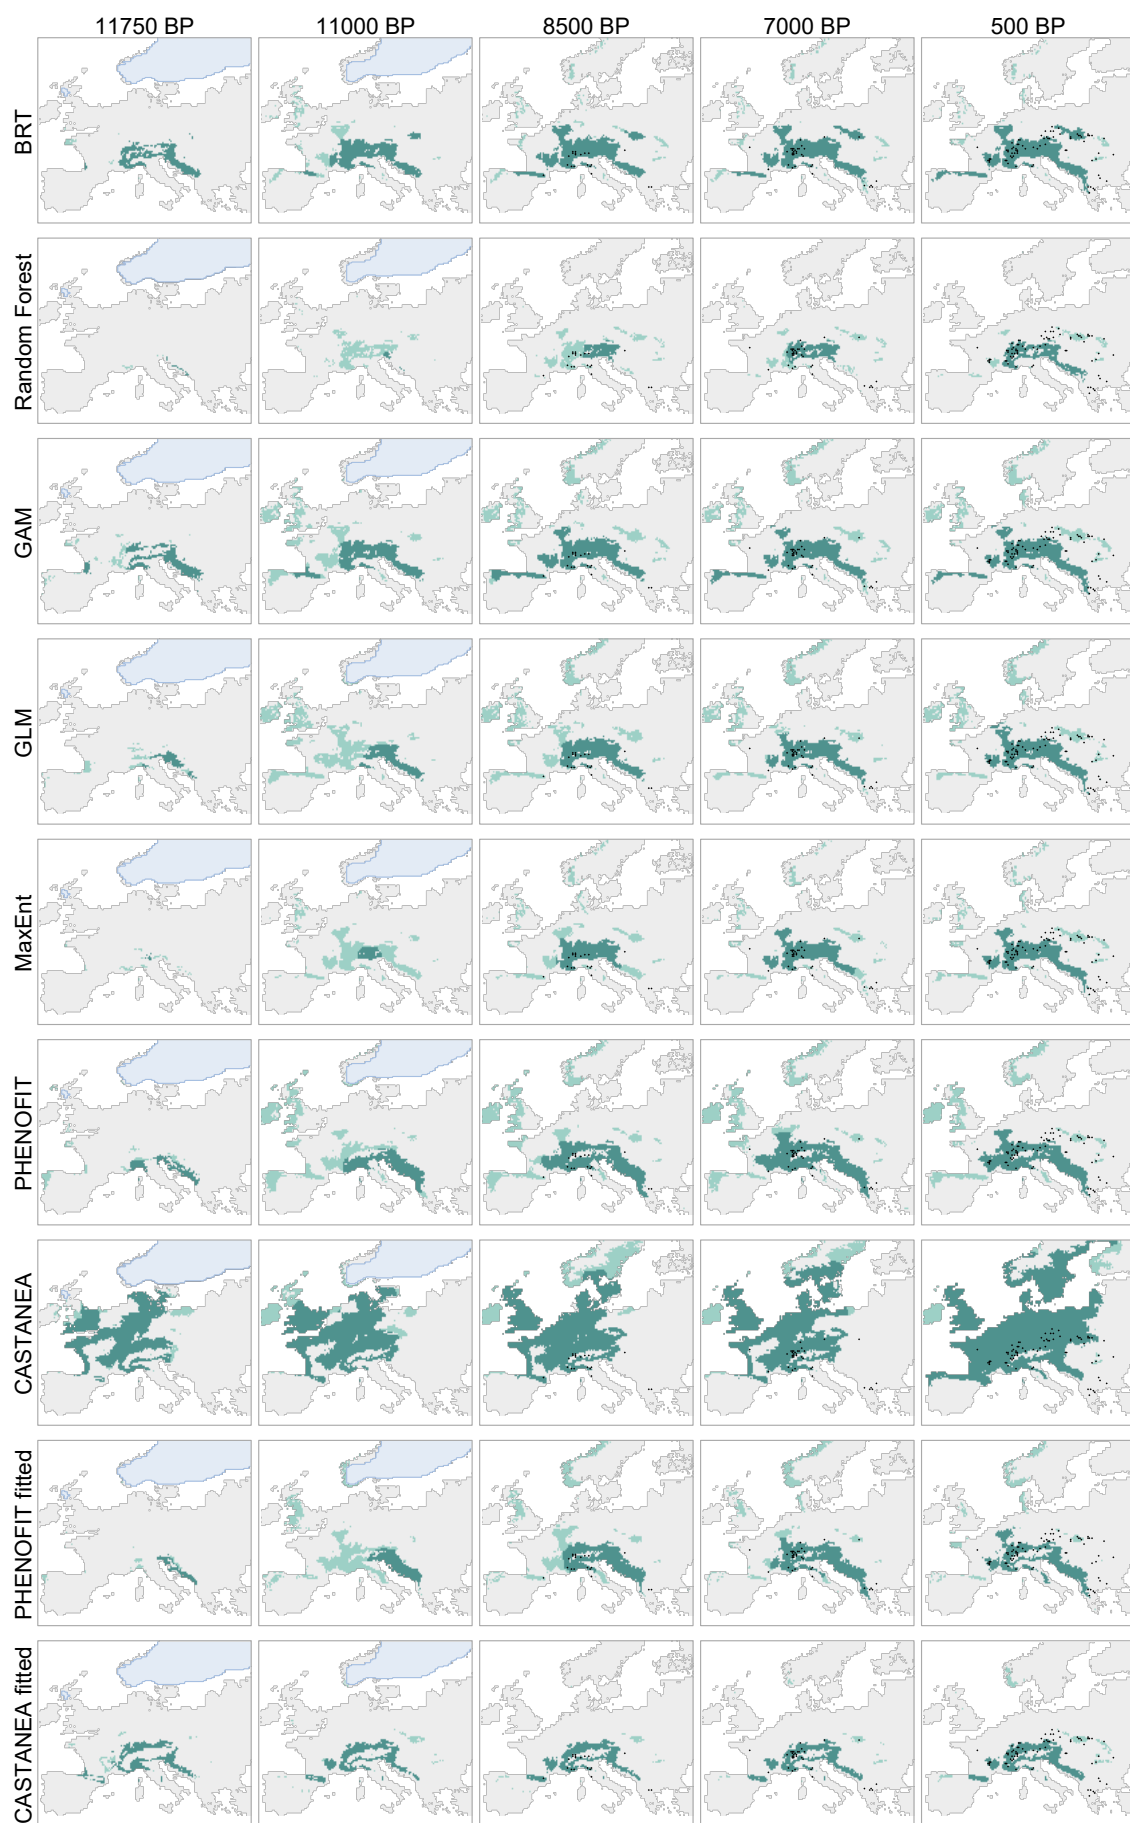 11750 BP
11000 BP
8500 BP
7000 BP
500 BP
BRT
Random Forest
GAM
GLM
MaxEnt
PHENOFIT
CASTANEA
PHENOFIT fitted
CASTANEA fitted